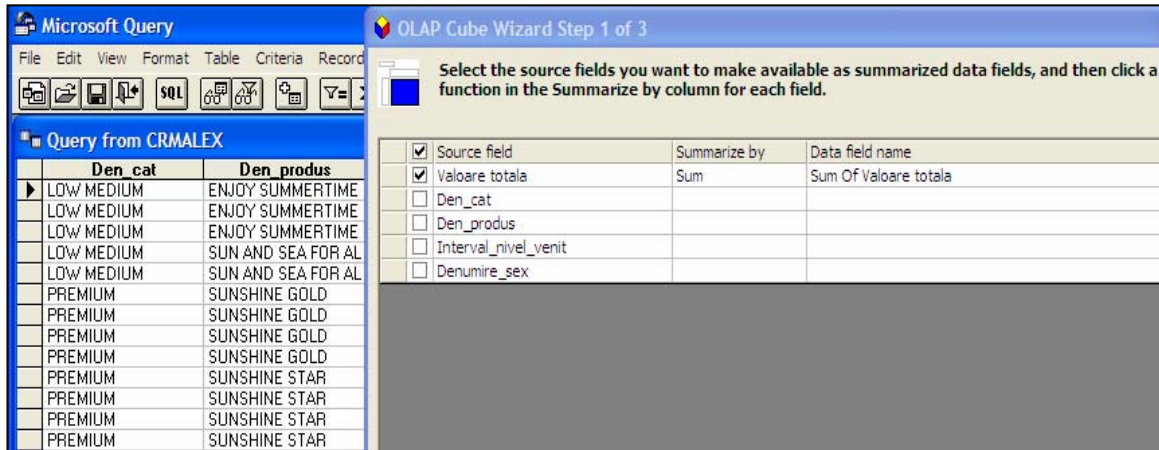 Microsoft Query
File Edit View Format Table Criteria Record
SQL
Query from CRMALEX
Den_cat Den_produs
LOW MEDIUM ENJOY SUMMERTIME
LOW MEDIUM ENJOY SUMMERTIME
LOW MEDIUM ENJOY SUMMERTIME
LOW MEDIUM SUN AND SEA FOR AL
LOW MEDIUM SUN AND SEA FOR AL
PREMIUM SUNSHINE GOLD
PREMIUM SUNSHINE GOLD
PREMIUM SUNSHINE GOLD
PREMIUM SUNSHINE GOLD
PREMIUM SUNSHINE STAR
PREMIUM SUNSHINE STAR
PREMIUM SUNSHINE STAR
PREMIUM SUNSHINE STAR
OLAP Cube Wizard Step 1 of 3
Select the source fields you want to make available as summarized data fields, and then click a
function in the Summarize by column for each field.
Source field Summarize by Data field name
Valoare totala Sum Sum Of Valoare totala
Den_cat
Den_produs
Interval_nivel_venit
Denumire_sex